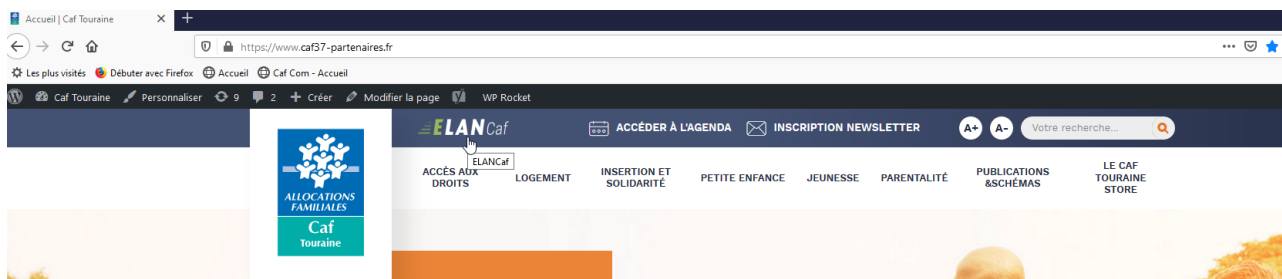 Accueil | Caf Touraine
https://www.caf37-partenaires.fr
Les plus visités Débuter avec Firefox Accueil Caf Com - Accueil
Caf Touraine Personnaliser 9 2 + Créer Modifier la page WP Rocket
ELAN Caf ACCÉDER À L'AGENDA INSCRIPTION NEWSLETTER A+ A- Votre recherche...
ELANCaf
ACCÈS AUX
DROITS
LOGEMENT
INSERTION ET
SOLIDARITÉ
PETITE ENFANCE
JEUNESSE
PARENTALITÉ
PUBLICATIONS
&SCHÉMAS
LE CAF
TOURAINE
STORE
ALLOCATIONS
FAMILIALES
Caf
Touraine